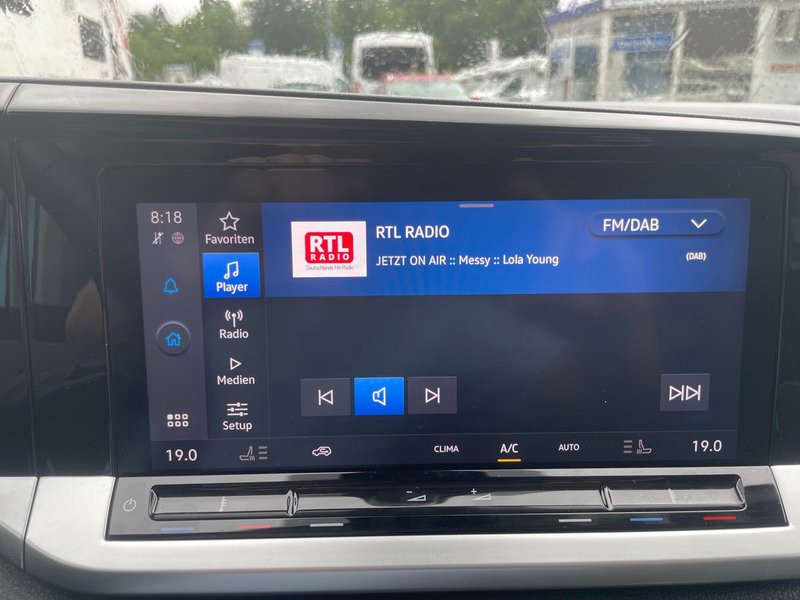 8:18
Favoriten
Player
Radio
Medien
Setup
RTL
RADIO
Deutschlands Hit-Radio
RTL RADIO
JETZT ON AIR :: Messy :: Lola Young
FM/DAB
(DAB)
19.0
CLIMA
A/C
AUTO
19.0